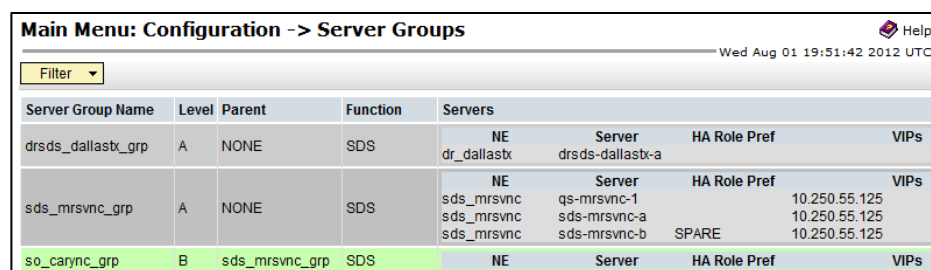 Main Menu: Configuration -> Server Groups
Help
Wed Aug 01 19:51:42 2012 UTC
Filter
Server Group Name Level Parent Function Servers
NE Server HA Role Pref VIPs
drsds_dallastx_grp A NONE SDS
dr_dallastx drsds-dallastx-a
NE Server HA Role Pref VIPs
sds_mrsvnc qs-mrsvnc-1 10.250.55.125
sds_mrsvnc_grp A NONE SDS sds_mrsvnc sds-mrsvnc-a 10.250.55.125
sds_mrsvnc sds-mrsvnc-b SPARE 10.250.55.125
so_carync_grp B sds_mrsvnc_grp SDS NE Server HA Role Pref VIPs